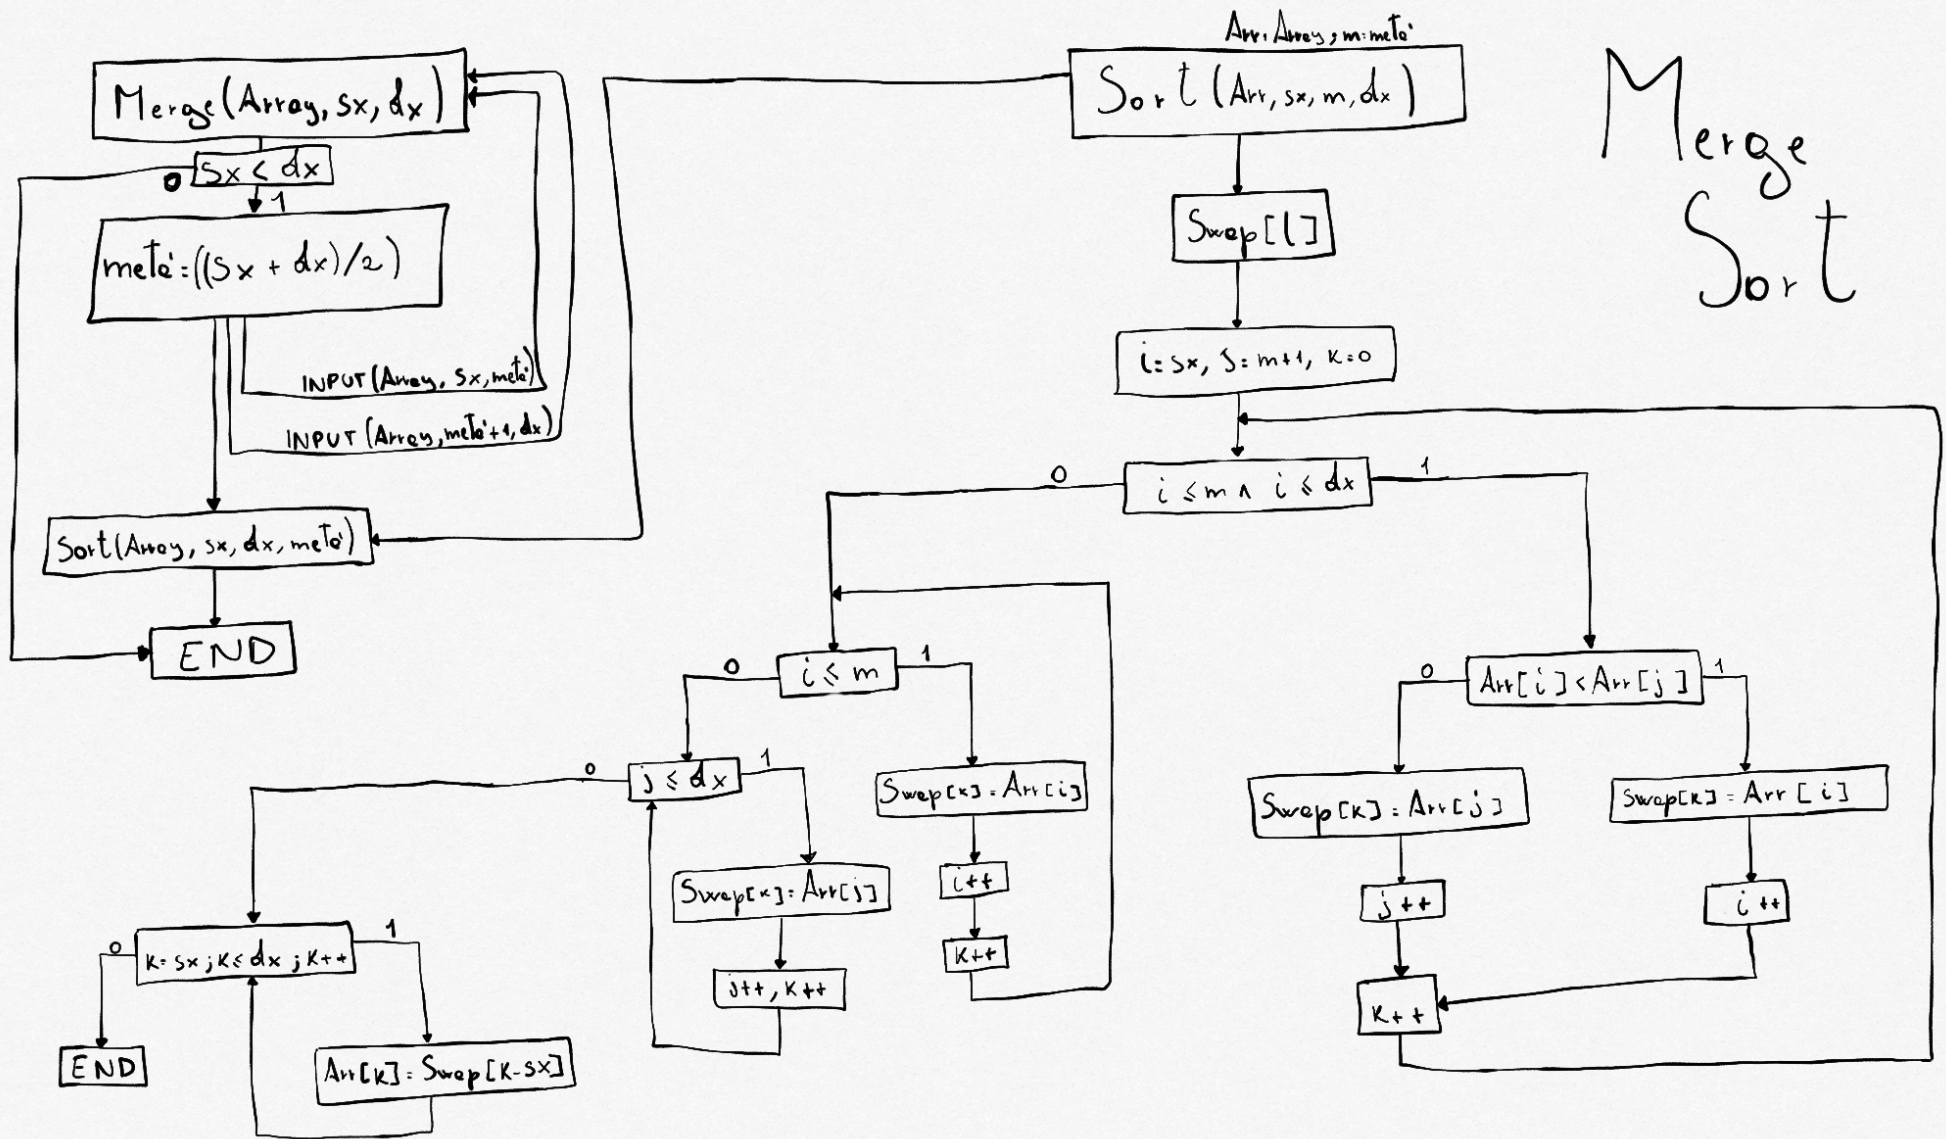 Merge
Sort
Merge(Array, sx, dx)
sx < dx
0
1
metà=((sx + dx)/2)
INPUT(Array, sx, metà)
INPUT(Array, metà+1, dx)
Sort(Array, sx, dx, metà)
END
Arr=Array, m=metà
Sort(Arr, sx, m, dx)
Swap[l]
i=sx, J=m+1, k=0
i ≤ m ∧ i ≤ dx
0
1
Arr[i]<Arr[j]
0
1
Swap[k]=Arr[j]
j++
Swap[k]=Arr[i]
i++
k++
i ≤ m
0
1
Swap[k]=Arr[i]
i++
k++
j ≤ dx
0
1
Swap[k]=Arr[j]
j++, k++
k=sx; k≤dx; k++
0
1
Arr[k]=Swap[k-sx]
END